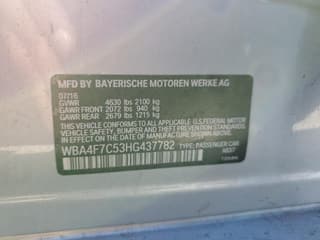 MFD BY BAYERISCHE MOTOREN WERKE AG
07/16
GVWR 4630 lbs 2100 kg
GAWR FRONT 2072 lbs 940 kg
GAWR REAR 2679 lbs 1215 kg
THIS VEHICLE CONFORMS TO ALL APPLICABLE U.S. FEDERAL MOTOR
VEHICLE SAFETY, BUMPER, AND THEFT PREVENTION STANDARDS
IN EFFECT ON THE DATE OF MANUFACTURE SHOWN ABOVE.
WBA4F7C53HG437782 TYPE: PASSENGER CAR